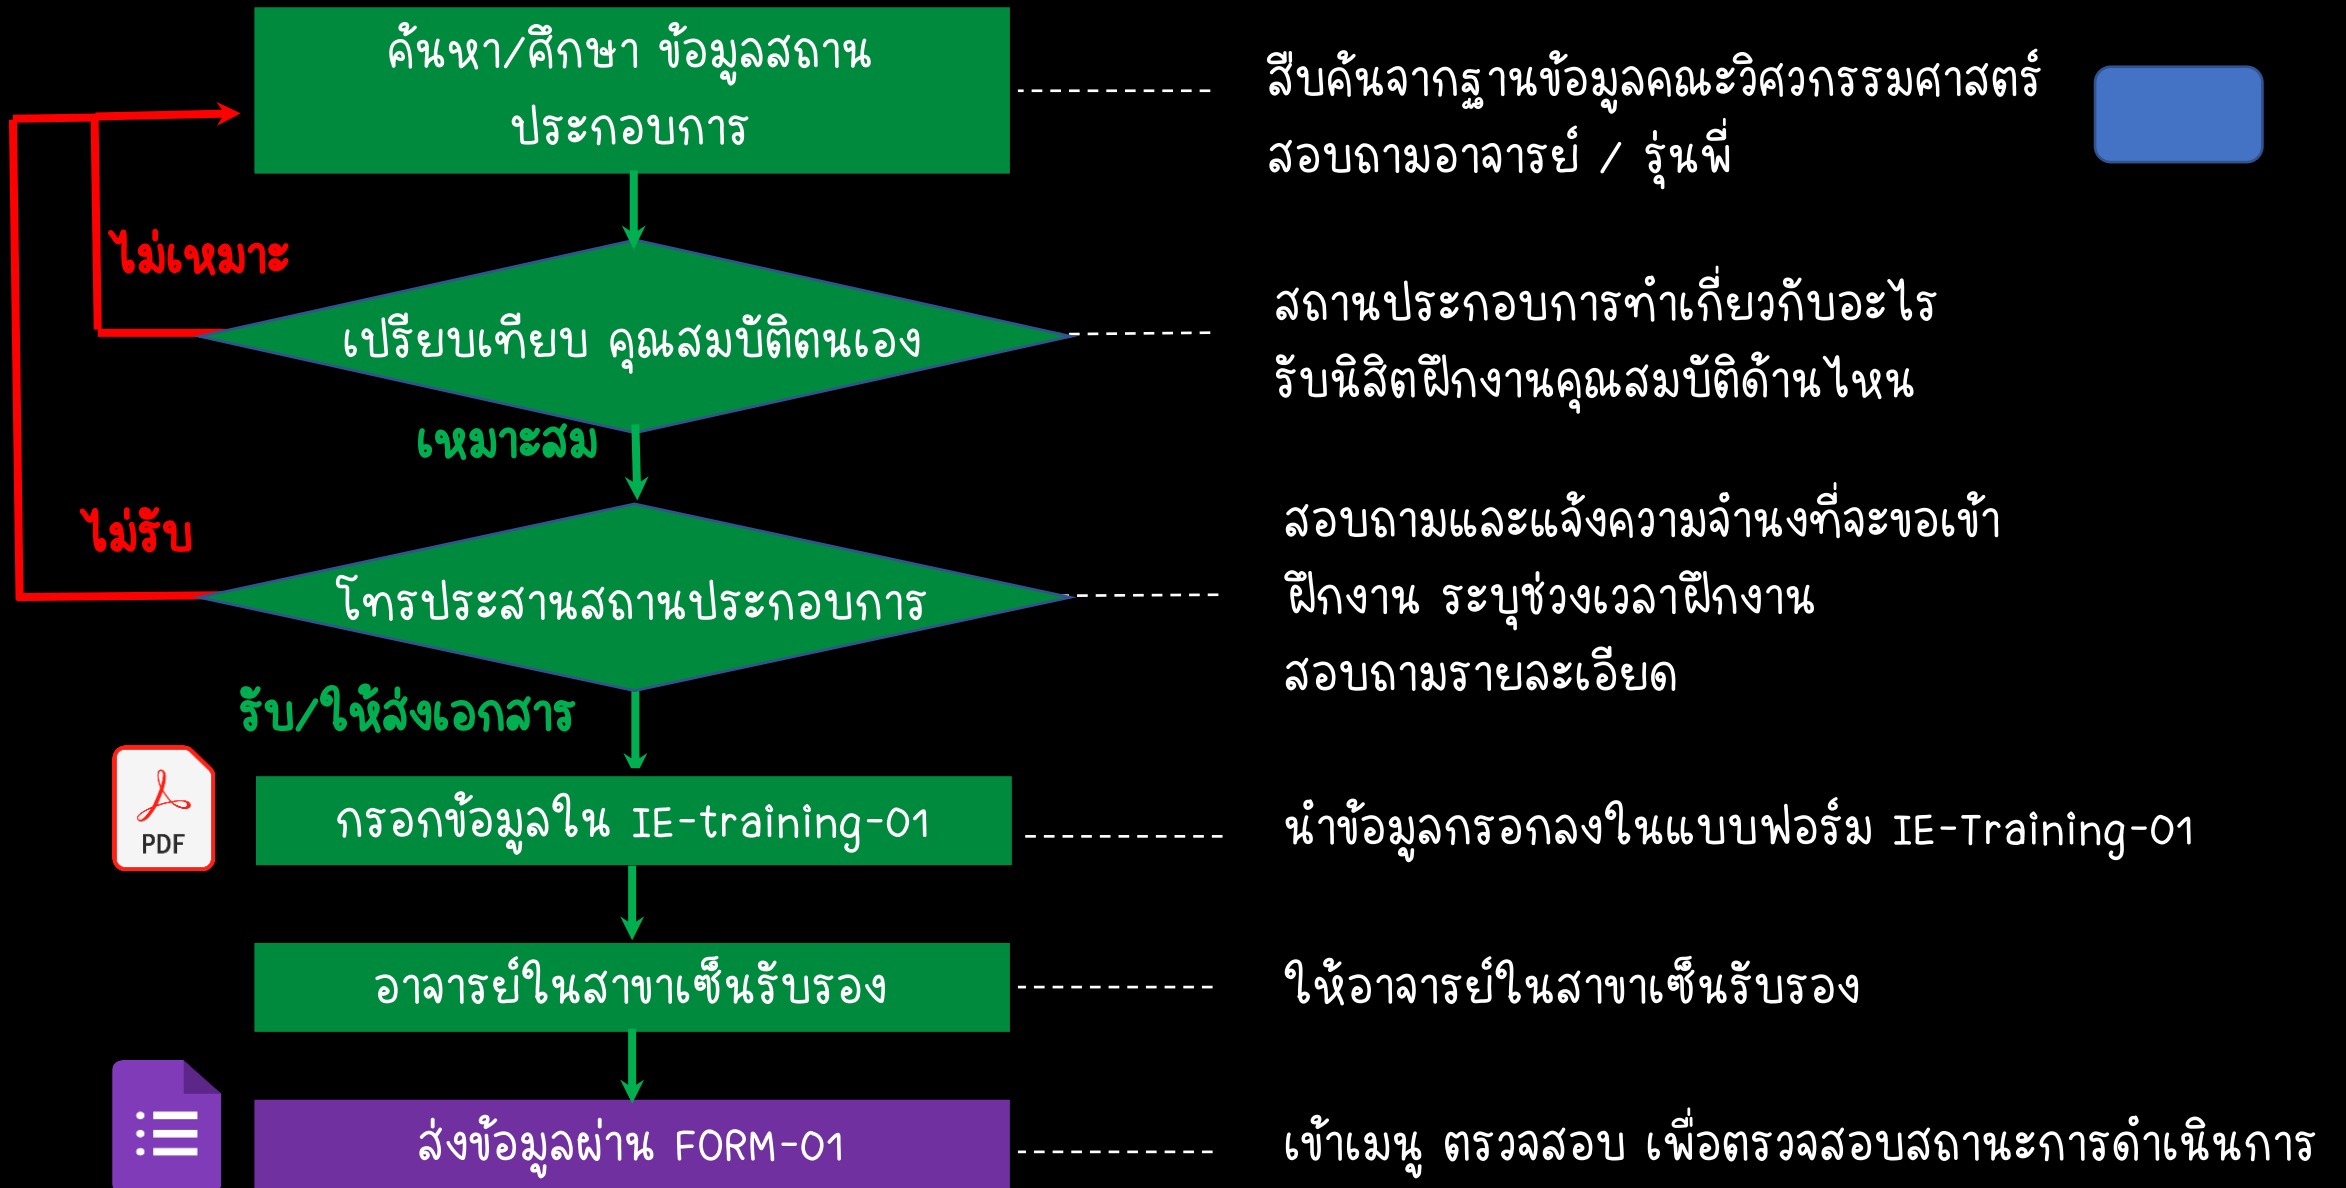 ค้นหา/ศึกษา ข้อมูลสถาน
ประกอบการ
สืบค้นจากฐานข้อมูลคณะวิศวกรรมศาสตร์
สอบถามอาจารย์ / รุ่นพี่
ไม่เหมาะ
เปรียบเทียบ คุณสมบัติตนเอง
สถานประกอบการทำเกี่ยวกับอะไร
รับนิสิตฝึกงานคุณสมบัติด้านไหน
เหมาะสม
ไม่รับ
โทรประสานสถานประกอบการ
สอบถามและแจ้งความจำนงที่จะขอเข้า
ฝึกงาน ระบุช่วงเวลาฝึกงาน
สอบถามรายละเอียด
รับ/ให้ส่งเอกสาร
PDF
กรอกข้อมูลใน IE-training-01
นำข้อมูลกรอกลงในแบบฟอร์ม IE-Training-01
อาจารย์ในสาขาเซ็นรับรอง
ให้อาจารย์ในสาขาเซ็นรับรอง
ส่งข้อมูลผ่าน FORM-01
เข้าเมนู ตรวจสอบ เพื่อตรวจสอบสถานะการดำเนินการ